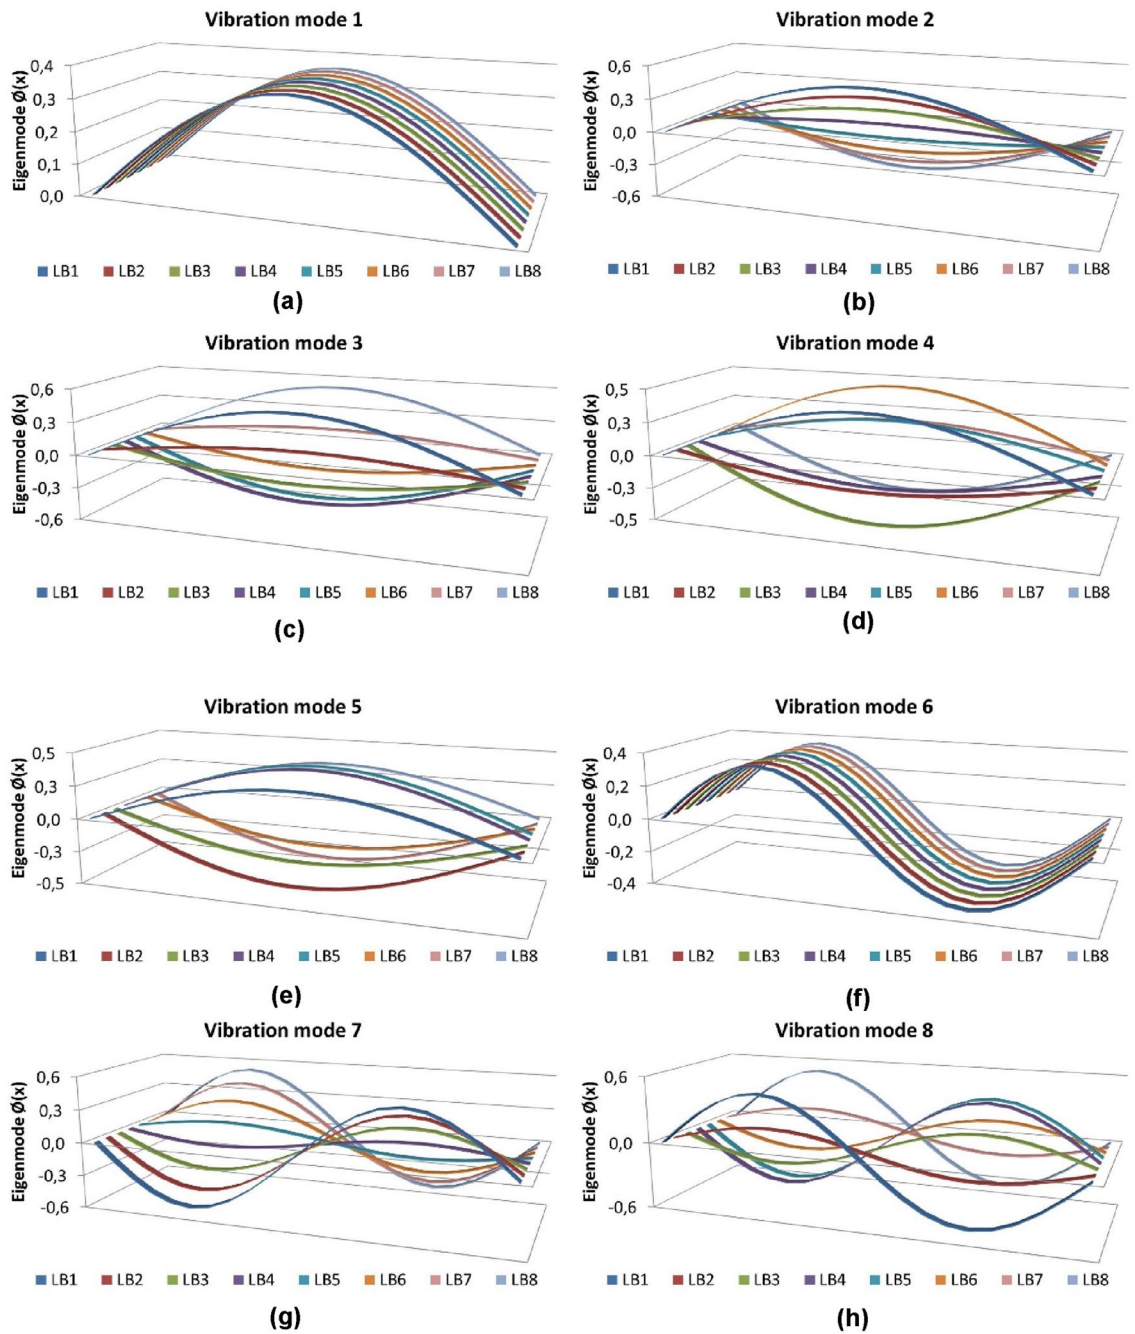 Vibration mode 1
Eigenmode Ø(x)
0,4
0,3
0,2
0,1
0,0
LB1 LB2 LB3 LB4 LB5 LB6 LB7 LB8
(a)
Vibration mode 2
Eigenmode Ø(x)
0,6
0,3
0,0
-0,3
-0,6
LB1 LB2 LB3 LB4 LB5 LB6 LB7 LB8
(b)
Vibration mode 3
Eigenmode Ø(x)
0,6
0,3
0,0
-0,3
-0,6
LB1 LB2 LB3 LB4 LB5 LB6 LB7 LB8
(c)
Vibration mode 4
Eigenmode Ø(x)
0,5
0,3
0,0
-0,3
-0,5
LB1 LB2 LB3 LB4 LB5 LB6 LB7 LB8
(d)
Vibration mode 5
Eigenmode Ø(x)
0,5
0,3
0,0
-0,3
-0,5
LB1 LB2 LB3 LB4 LB5 LB6 LB7 LB8
(e)
Vibration mode 6
Eigenmode Ø(x)
0,4
0,2
0,0
-0,2
-0,4
LB1 LB2 LB3 LB4 LB5 LB6 LB7 LB8
(f)
Vibration mode 7
Eigenmode Ø(x)
0,6
0,3
0,0
-0,3
-0,6
LB1 LB2 LB3 LB4 LB5 LB6 LB7 LB8
(g)
Vibration mode 8
Eigenmode Ø(x)
0,6
0,3
0,0
-0,3
-0,6
LB1 LB2 LB3 LB4 LB5 LB6 LB7 LB8
(h)